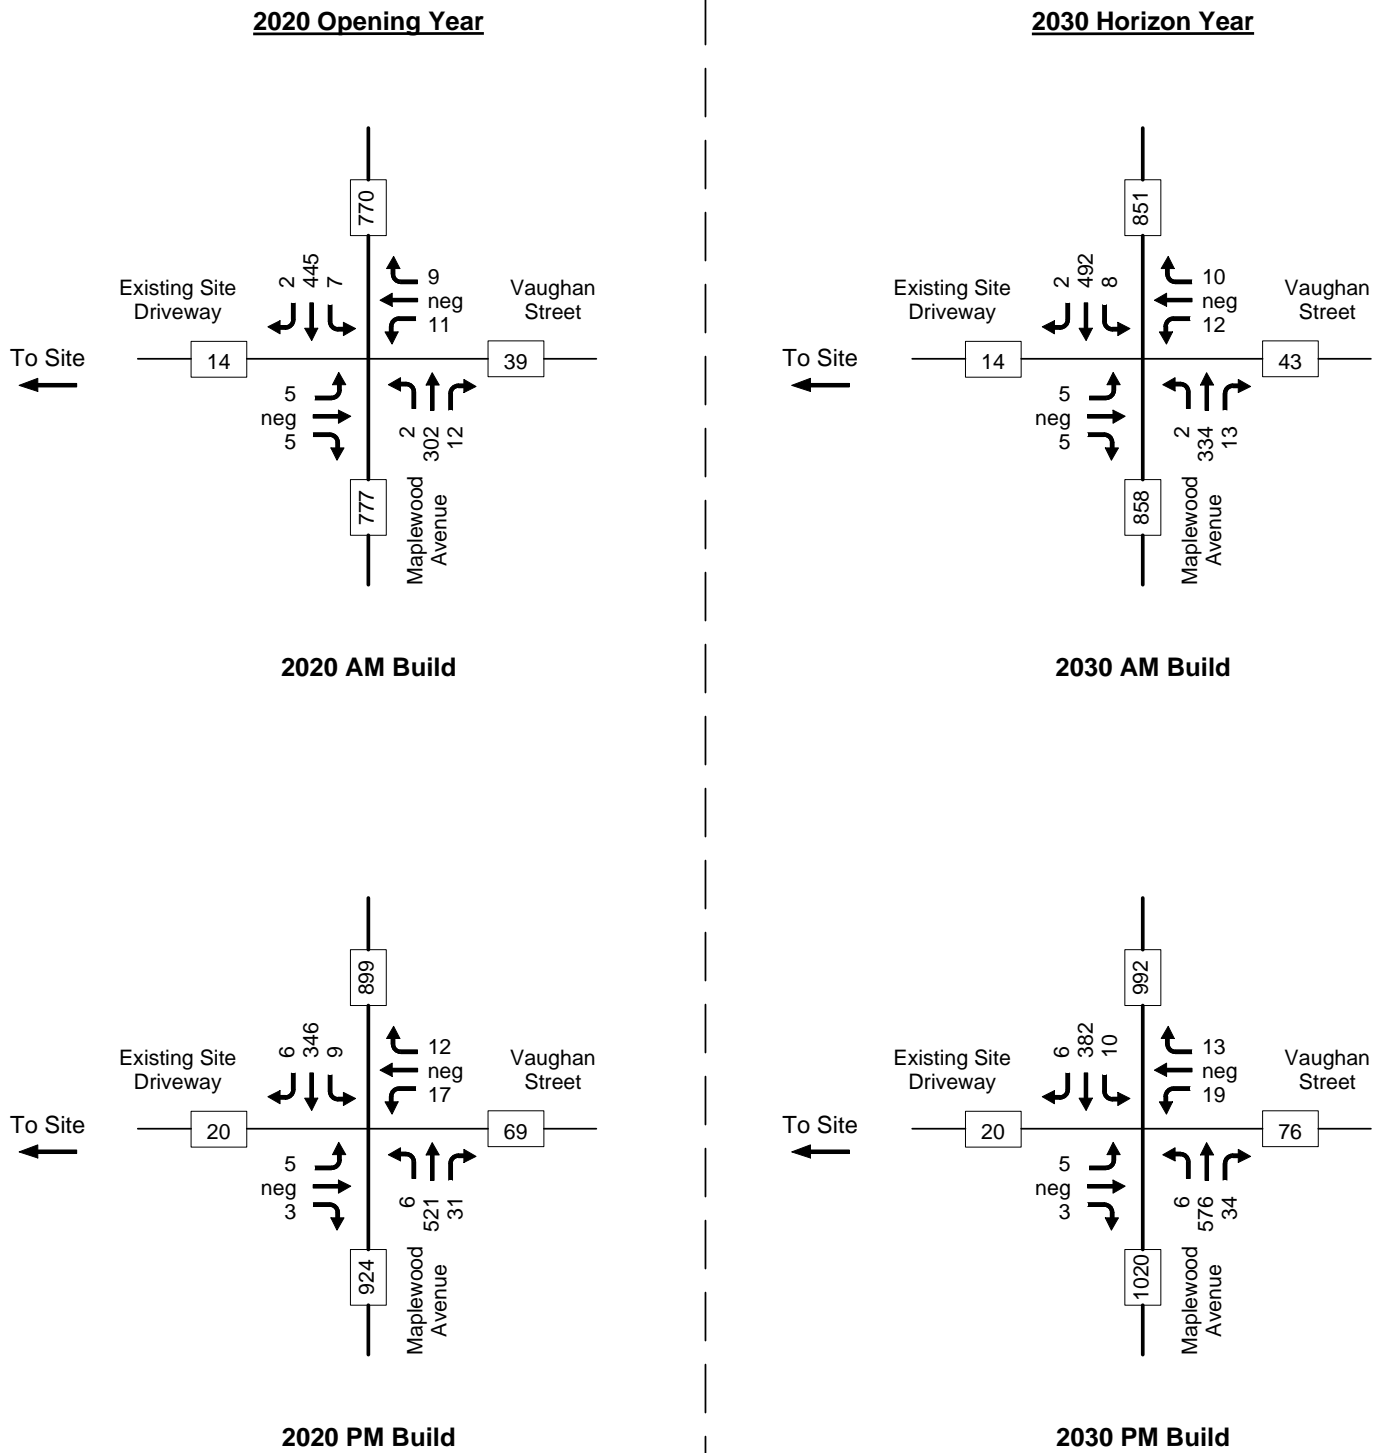 2020 Opening Year
2030 Horizon Year
770
2
445
7
9
neg
11
Existing Site
Driveway
Vaughan
Street
To Site
14
39
5
neg
5
2
302
12
777
Maplewood
Avenue
2020 AM Build
851
2
492
8
10
neg
12
Existing Site
Driveway
Vaughan
Street
To Site
14
43
5
neg
5
2
334
13
858
Maplewood
Avenue
2030 AM Build
899
6
346
9
12
neg
17
Existing Site
Driveway
Vaughan
Street
To Site
20
69
5
neg
3
6
521
31
924
Maplewood
Avenue
2020 PM Build
992
6
382
10
13
neg
19
Existing Site
Driveway
Vaughan
Street
To Site
20
76
5
neg
3
6
576
34
1020
Maplewood
Avenue
2030 PM Build